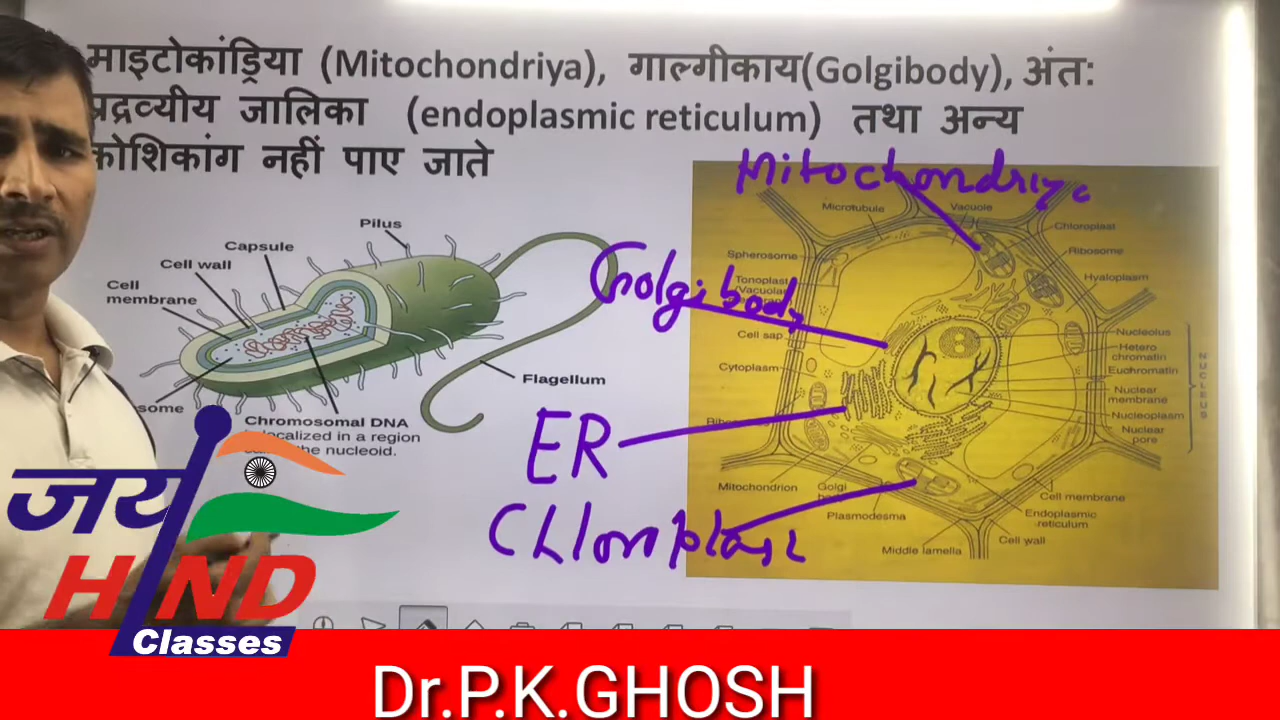 माइटोकांड्रिया (Mitochondriya), गाल्गीकाय(Golgibody), अंत:
प्रद्रव्यीय जालिका (endoplasmic reticulum) तथा अन्य
कोशिकांग नहीं पाए जाते
Pilus
Capsule
Cell wall
Cell
membrane
Flagellum
Chromosomal DNA
localized in a region
the nucleoid.
Mitochondriya
Microtubule
Vacuole
Chloroplast
Spherosome
Ribosome
Tonoplast
Hyaloplasm
Golgibody
Cell sap
Nucleolus
Hetero
chromatin
Cytoplasm
Euchromatin
Nuclear
membrane
Nucleoplasm
Nuclear
pore
NUCLEUS
ER
Mitochondrion
Golgi
Plasmodesma
Cell membrane
Endoplasmic
reticulum
Cell wall
Middle lamella
Chloroplast
जय
HIND
Classes
Dr.P.K.GHOSH